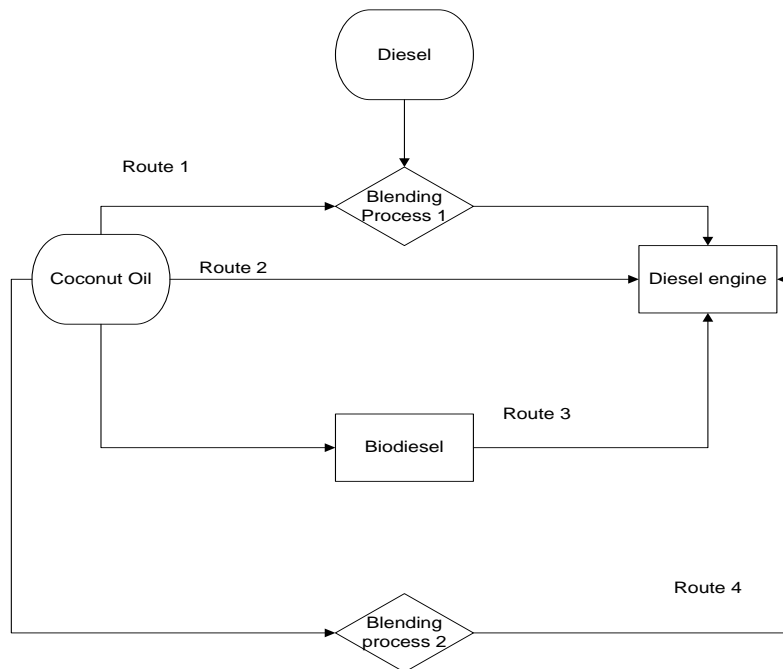 Diesel
Route 1
Blending
Process 1
Route 2
Coconut Oil
Diesel engine
Route 3
Biodiesel
Route 4
Blending
process 2